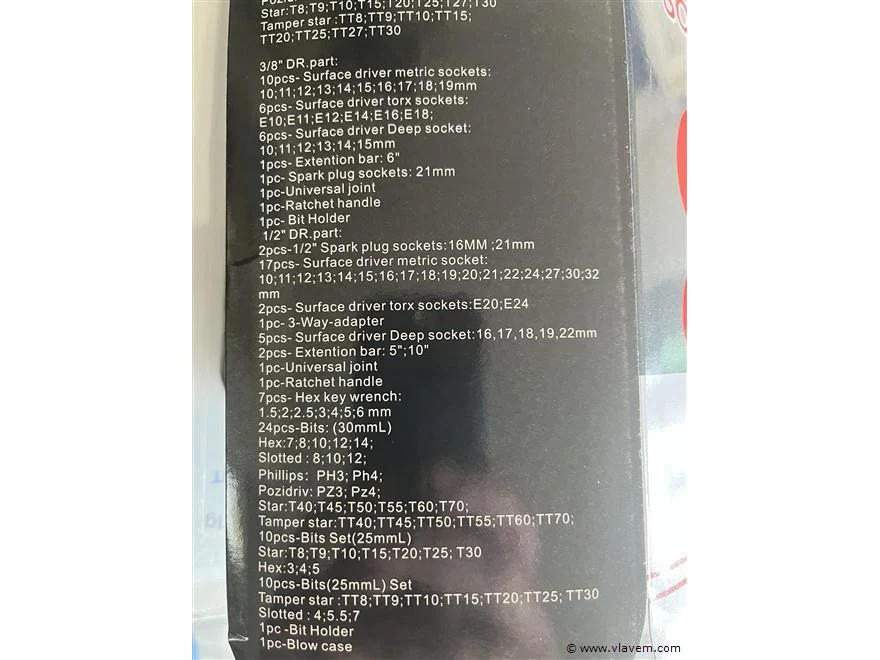 Star:T8;T9;T10;T15;T20;T25;T27;T30
Tamper star :TT8;TT9;TT10;TT15;
TT20;TT25;TT27;TT30
3/8" DR.part:
10pcs- Surface driver metric sockets:
10;11;12;13;14;15;16;17;18;19mm
6pcs- Surface driver torx sockets:
E10;E11;E12;E14;E16;E18;
6pcs- Surface driver Deep socket:
10;11;12;13;14;15mm
1pcs- Extention bar: 6"
1pc- Spark plug sockets: 21mm
1pc-Universal joint
1pc-Ratchet handle
1pc- Bit Holder
1/2" DR.part:
2pcs-1/2" Spark plug sockets:16MM ;21mm
17pcs- Surface driver metric socket:
10;11;12;13;14;15;16;17;18;19;20;21;22;24;27;30;32
mm
2pcs- Surface driver torx sockets:E20;E24
1pc- 3-Way-adapter
5pcs- Surface driver Deep socket:16,17,18,19,22mm
2pcs- Extention bar: 5";10"
1pc-Universal joint
1pc-Ratchet handle
7pcs- Hex key wrench:
1.5;2;2.5;3;4;5;6 mm
24pcs-Bits: (30mmL)
Hex:7;8;10;12;14;
Slotted : 8;10;12;
Phillips: PH3; Ph4;
Pozidriv: PZ3; Pz4;
Star:T40;T45;T50;T55;T60;T70;
Tamper star:TT40;TT45;TT50;TT55;TT60;TT70;
10pcs-Bits Set(25mmL)
Star:T8;T9;T10;T15;T20;T25; T30
Hex:3;4;5
10pcs-Bits(25mmL) Set
Tamper star :TT8;TT9;TT10;TT15;TT20;TT25; TT30
Slotted : 4;5.5;7
1pc -Bit Holder
1pc-Blow case
© www.vlavem.com